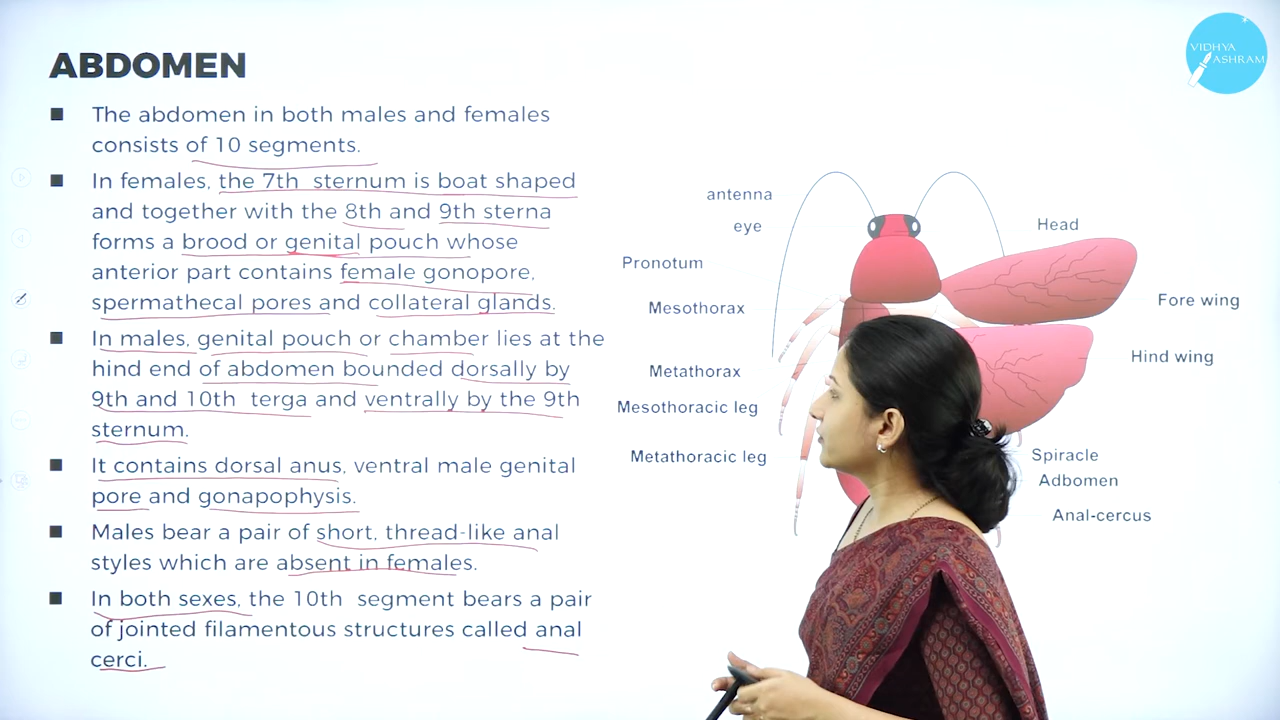 ABDOMEN
VIDHYA
ASHRAM
The abdomen in both males and females
consists of 10 segments.
In females, the 7th sternum is boat shaped
and together with the 8th and 9th sterna
forms a brood or genital pouch whose
anterior part contains female gonopore,
spermathecal pores and collateral glands.
In males, genital pouch or chamber lies at the
hind end of abdomen bounded dorsally by
9th and 10th terga and ventrally by the 9th
sternum.
It contains dorsal anus, ventral male genital
pore and gonapophysis.
Males bear a pair of short, thread-like anal
styles which are absent in females.
In both sexes, the 10th segment bears a pair
of jointed filamentous structures called anal
cerci.
antenna
eye
Pronotum
Mesothorax
Metathorax
Mesothoracic leg
Metathoracic leg
Head
Fore wing
Hind wing
Spiracle
Adbomen
Anal-cercus